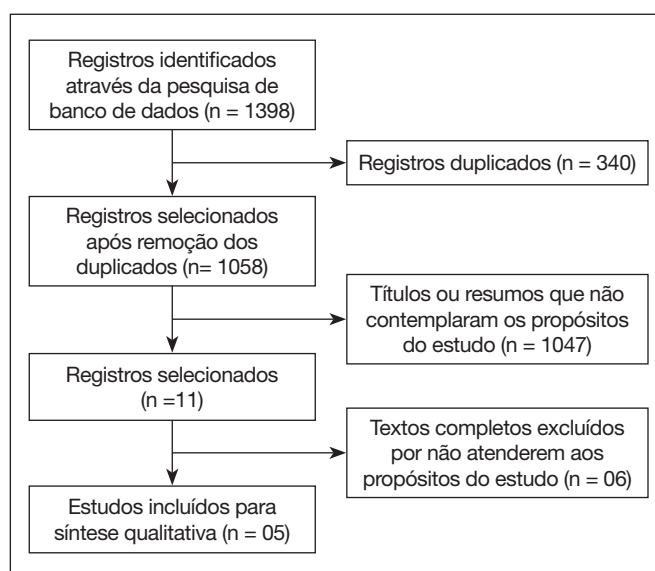 Registros identificados
através da pesquisa de
banco de dados (n = 1398)
Registros duplicados (n = 340)
Registros selecionados
após remoção dos
duplicados (n= 1058)
Títulos ou resumos que não
contemplaram os propósitos
do estudo (n = 1047)
Registros selecionados
(n =11)
Textos completos excluídos
por não atenderem aos
propósitos do estudo (n = 06)
Estudos incluídos para
síntese qualitativa (n = 05)